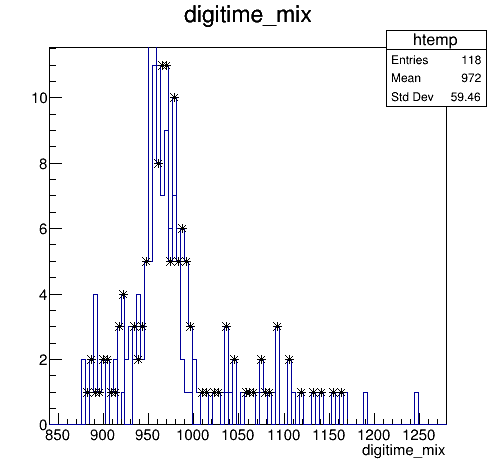 digitime_mix
htemp
Entries 118
Mean 972
Std Dev 59.46
10
8
6
4
2
0
850 900 950 1000 1050 1100 1150 1200 1250
digitime_mix